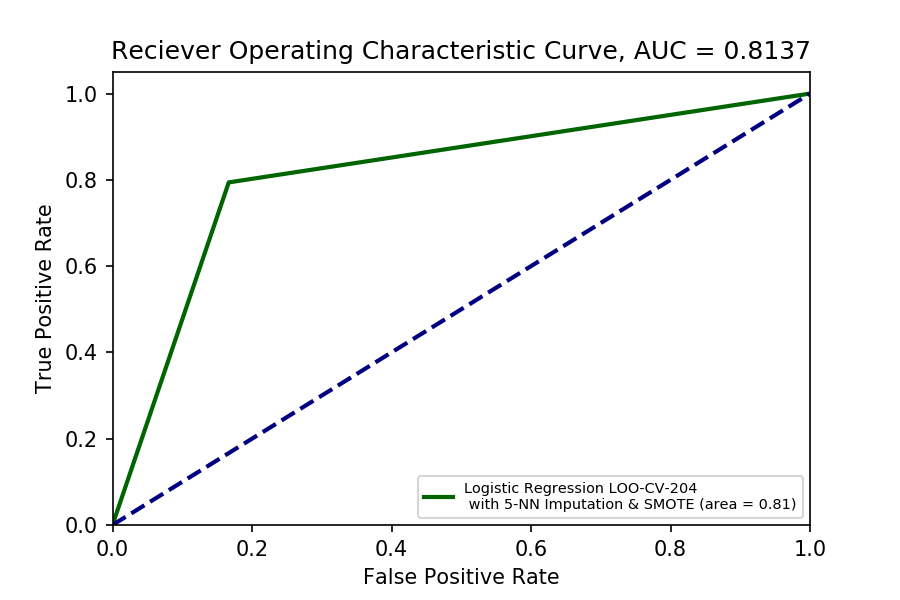 Reciever Operating Characteristic Curve, AUC = 0.8137
True Positive Rate
1.0
0.8
0.6
0.4
0.2
0.0
Logistic Regression LOO-CV-204
with 5-NN Imputation & SMOTE (area = 0.81)
0.0 0.2 0.4 0.6 0.8 1.0
False Positive Rate